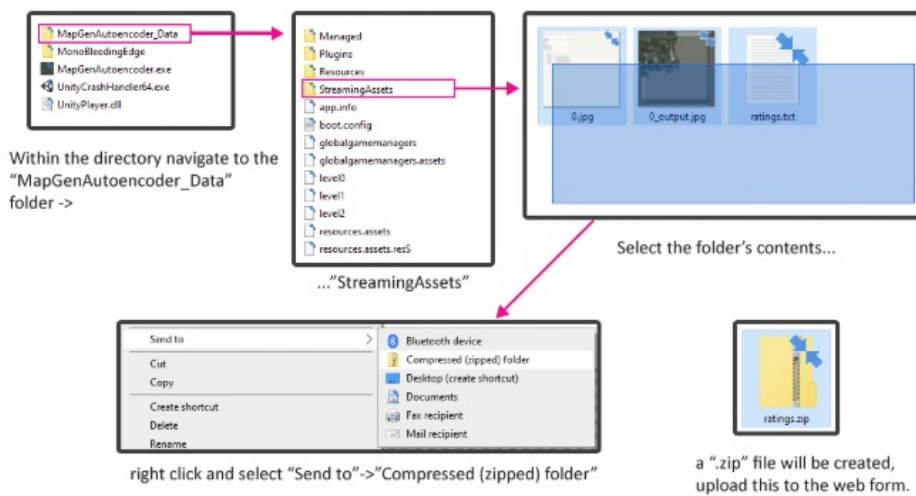 MapGenAutoencoder_Data
MonoBleedingEdge
MapGenAutoencoder.exe
UnityCrashHandler64.exe
UnityPlayer.dll
Within the directory navigate to the
“MapGenAutoencoder_Data”
folder ->
Managed
Plugins
Resources
StreamingAssets
app.info
boot.config
globalgamemanagers
globalgamemanagers.assets
level0
level1
level2
resources.assets
resources.assets.resS
...”StreamingAssets”
0.jpg
0_output.jpg
ratings.txt
Select the folder’s contents...
Send to
Cut
Copy
Create shortcut
Delete
Rename
Bluetooth device
Compressed (zipped) folder
Desktop (create shortcut)
Documents
Fax recipient
Mail recipient
right click and select “Send to”->”Compressed (zipped) folder”
ratings.zip
a “.zip” file will be created,
upload this to the web form.